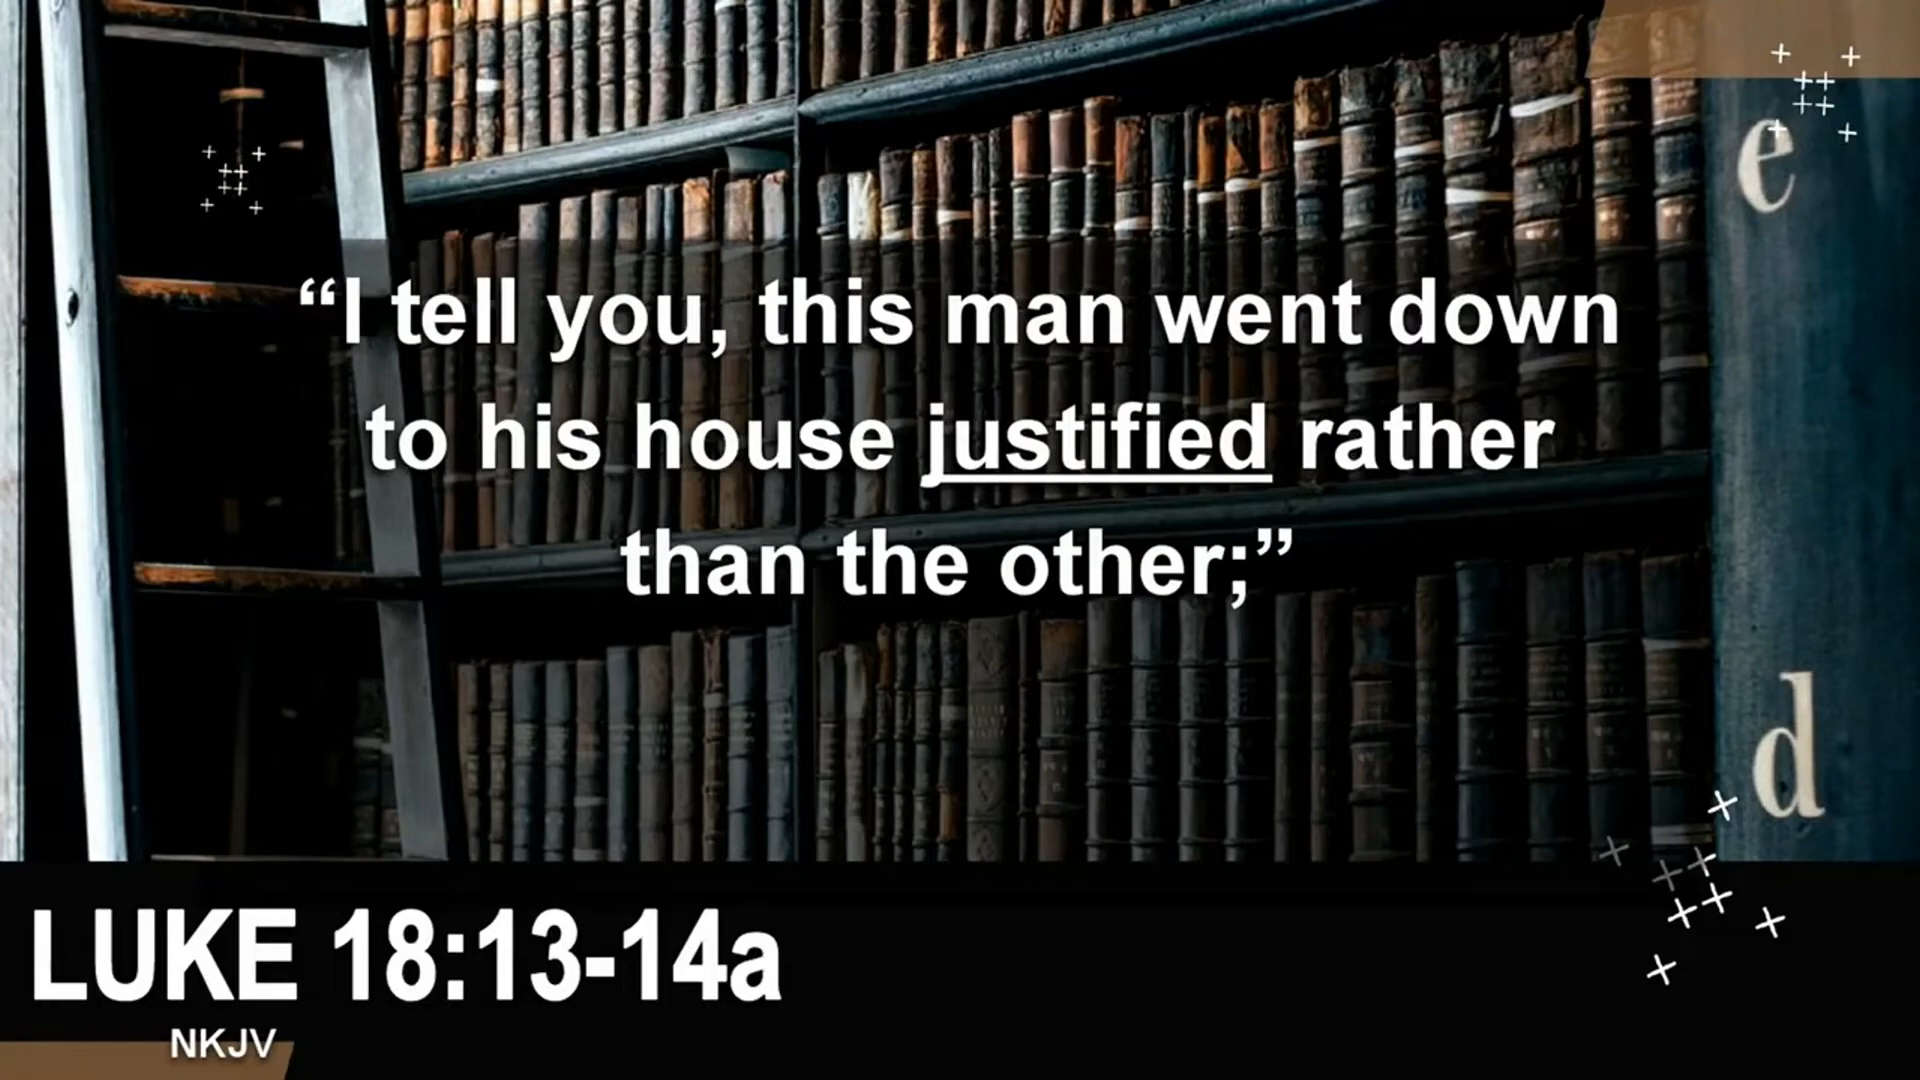 “I tell you, this man went down
to his house justified rather
than the other;”
e
d
LUKE 18:13-14a
NKJV